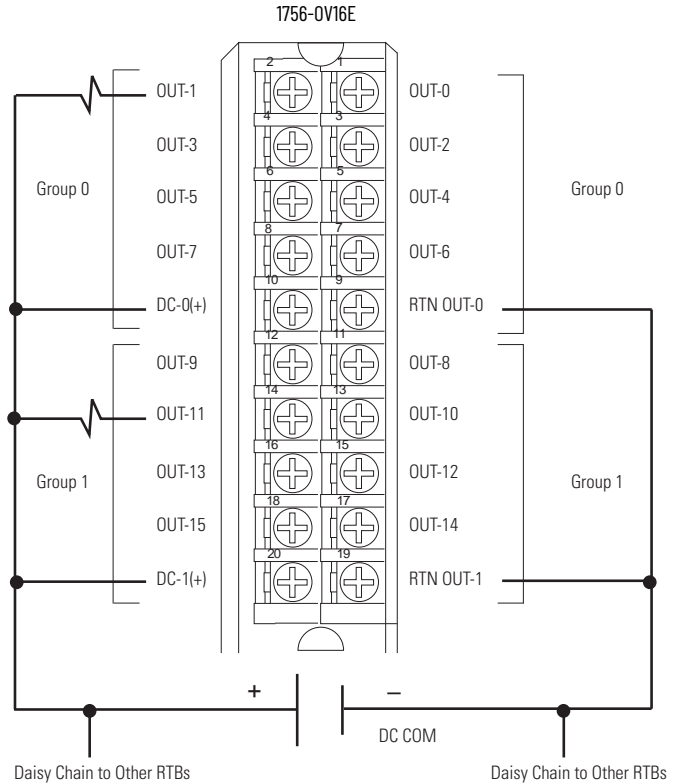 1756-OV16E
2 1
OUT-1 OUT-0
4 3
OUT-3 OUT-2
6 5
Group 0 OUT-5 OUT-4 Group 0
8 7
OUT-7 OUT-6
10 9
DC-0(+) RTN OUT-0
12 11
OUT-9 OUT-8
14 13
OUT-11 OUT-10
16 15
Group 1 OUT-13 OUT-12 Group 1
18 17
OUT-15 OUT-14
20 19
DC-1(+) RTN OUT-1
+ –
DC COM
Daisy Chain to Other RTBs Daisy Chain to Other RTBs